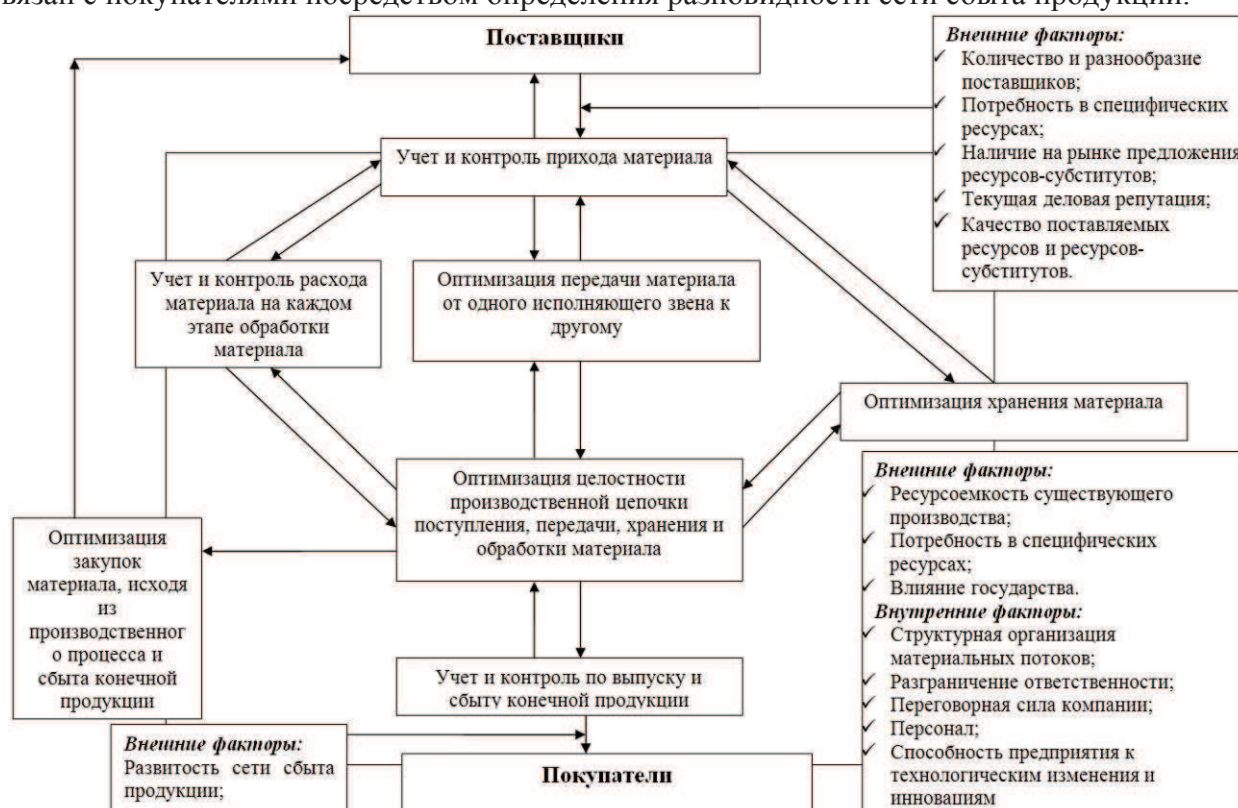 связан с покупателями посредством определения разновидности сети сбыта продукции.
Поставщики
Внешние факторы:
✓ Количество и разнообразие
поставщиков;
✓ Потребность в специфических
ресурсах;
✓ Наличие на рынке предложения
ресурсов-субститутов;
✓ Текущая деловая репутация;
✓ Качество поставляемых
ресурсов и ресурсов-
субститутов.
Учет и контроль прихода материала
Учет и контроль расхода
материала на каждом
этапе обработки
материала
Оптимизация передачи материала
от одного исполняющего звена к
другому
Оптимизация хранения материала
Оптимизация целостности
производственной цепочки
поступления, передачи, хранения и
обработки материала
Оптимизация
закупок
материала, исходя
из
производственног
о процесса и
сбыта конечной
продукции
Внешние факторы:
✓ Ресурсоемкость существующего
производства;
✓ Потребность в специфических
ресурсах;
✓ Влияние государства.
Внутренние факторы:
✓ Структурная организация
материальных потоков;
✓ Разграничение ответственности;
✓ Переговорная сила компании;
✓ Персонал;
✓ Способность предприятия к
технологическим изменения и
инновациям
Учет и контроль по выпуску и
сбыту конечной продукции
Внешние факторы:
Развитость сети сбыта
продукции;
Покупатели